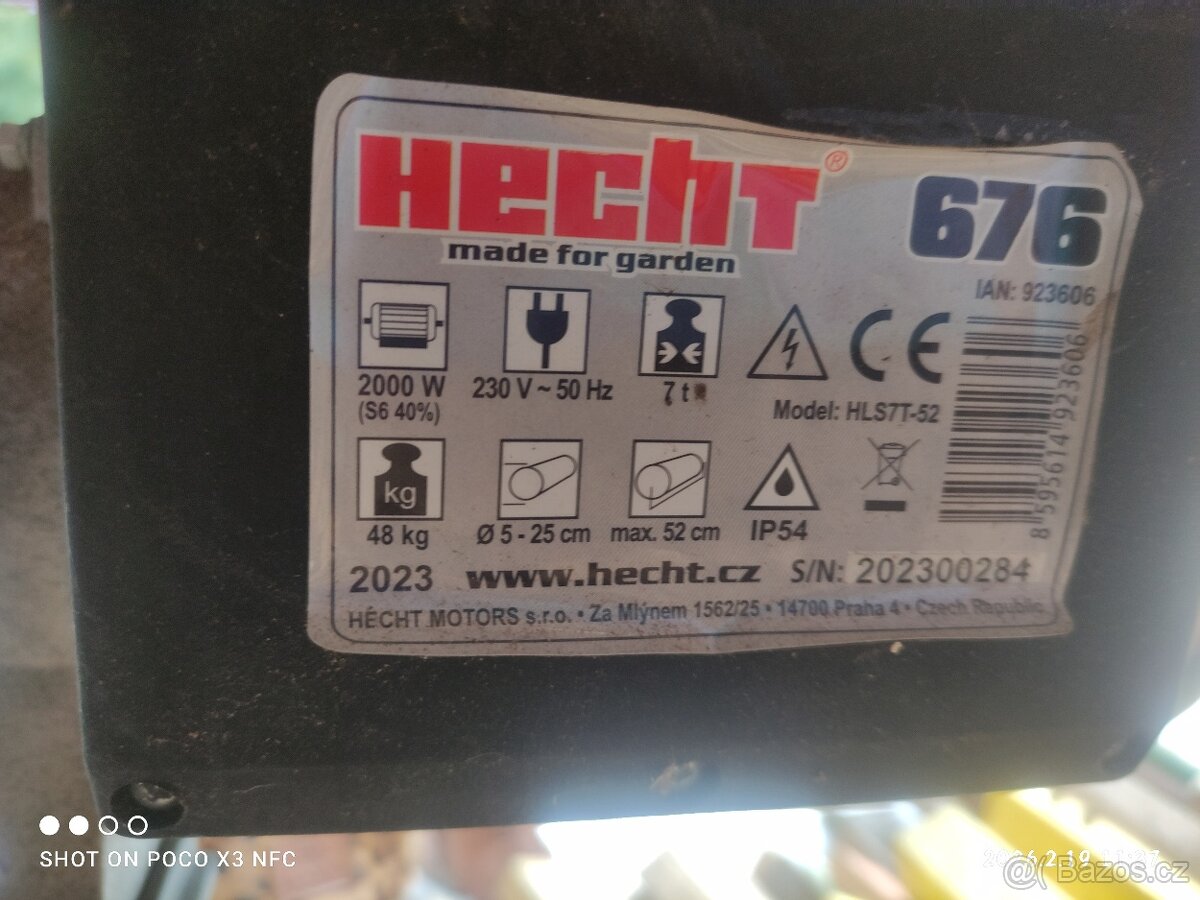 HECHT®
made for garden
676
IAN: 923606
2000 W
(S6 40%)
230 V ~ 50 Hz
7 t
CE
Model: HLS7T-52
kg
48 kg
Ø 5 - 25 cm
max. 52 cm
IP54
8 595614 923606
2023 www.hecht.cz S/N: 202300284
HECHT MOTORS s.r.o. • Za Mlýnem 1562/25 • 14700 Praha 4 • Czech Republic
SHOT ON POCO X3 NFC
Bazos.cz